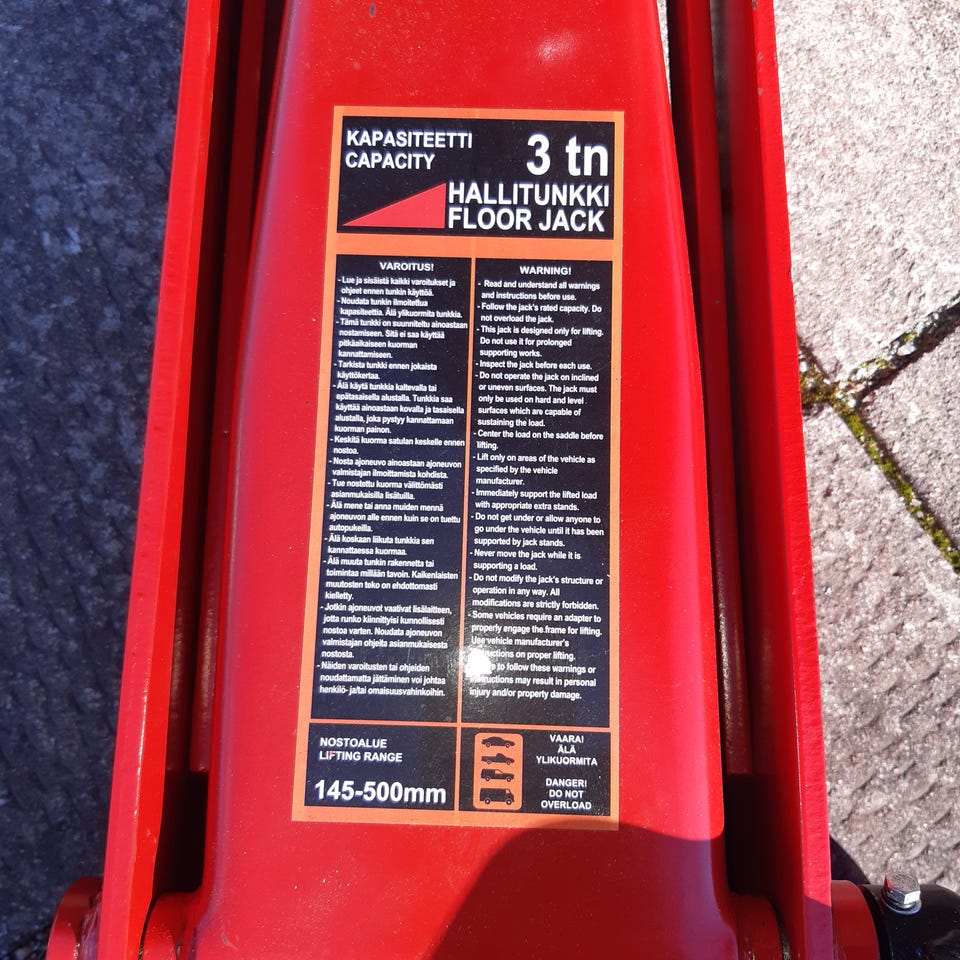 KAPASITEETTI
CAPACITY
3 tn
HALLITUNKKI
FLOOR JACK
VAROITUS!
- Lue ja sisäistä kaikki varoitukset ja
ohjeet ennen tunkin käyttöä.
- Noudata tunkin ilmoitettua
kapasiteettia. Älä ylikuormita tunkkia.
- Tämä tunkki on suunniteltu ainoastaan
nostamiseen. Sitä ei saa käyttää
pitkäaikaiseen kuorman
kannattamiseen.
- Tarkista tunkki ennen jokaista
käyttökertaa.
- Älä käytä tunkkia kaltevalla tai
epätasaisella alustalla. Tunkkia saa
käyttää ainoastaan kovalla ja tasaisella
alustalla, joka pystyy kannattamaan
kuorman painon.
- Keskitä kuorma satulan keskelle ennen
nostoa.
- Nosta ajoneuvo ainoastaan ajoneuvon
valmistajan ilmoittamista kohdista.
- Tue nostettu kuorma välittömästi
asianmukaisilla lisätuilla.
- Älä mene tai anna muiden mennä
ajoneuvon alle ennen kuin se on tuettu
autopukeilla.
- Älä koskaan liikuta tunkkia sen
kannattaessa kuormaa.
- Älä muuta tunkin rakennetta tai
toimintaa millään tavoin. Kaikenlaisten
muutosten teko on ehdottomasti
kielletty.
- Jotkin ajoneuvot vaativat lisälaitteen,
jotta runko kiinnittyisi kunnollisesti
nostoa varten. Noudata ajoneuvon
valmistajan ohjeita asianmukaisesta
nostosta.
- Näiden varoitusten tai ohjeiden
noudattamatta jättäminen voi johtaa
henkilö- ja/tai omaisuusvahinkoihin.
WARNING!
- Read and understand all warnings
and instructions before use.
- Follow the jack's rated capacity. Do
not overload the jack.
- This jack is designed only for lifting.
Do not use it for prolonged
supporting works.
- Inspect the jack before each use.
- Do not operate the jack on inclined
or uneven surfaces. The jack must
only be used on hard and level
surfaces which are capable of
sustaining the load.
- Center the load on the saddle before
lifting.
- Lift only on areas of the vehicle as
specified by the vehicle
manufacturer.
- Immediately support the lifted load
with appropriate extra stands.
- Do not get under or allow anyone to
go under the vehicle until it has been
supported by jack stands.
- Never move the jack while it is
supporting a load.
- Do not modify the jack's structure or
operation in any way. All
modifications are strictly forbidden.
- Some vehicles require an adapter to
properly engage the frame for lifting.
Use vehicle manufacturer's
on proper lifting.
to follow these warnings or
may result in personal
injury and/or property damage.
NOSTOALUE
LIFTING RANGE
145-500mm
VAARA!
ÄLÄ
YLIKUORMITA
DANGER!
DO NOT
OVERLOAD